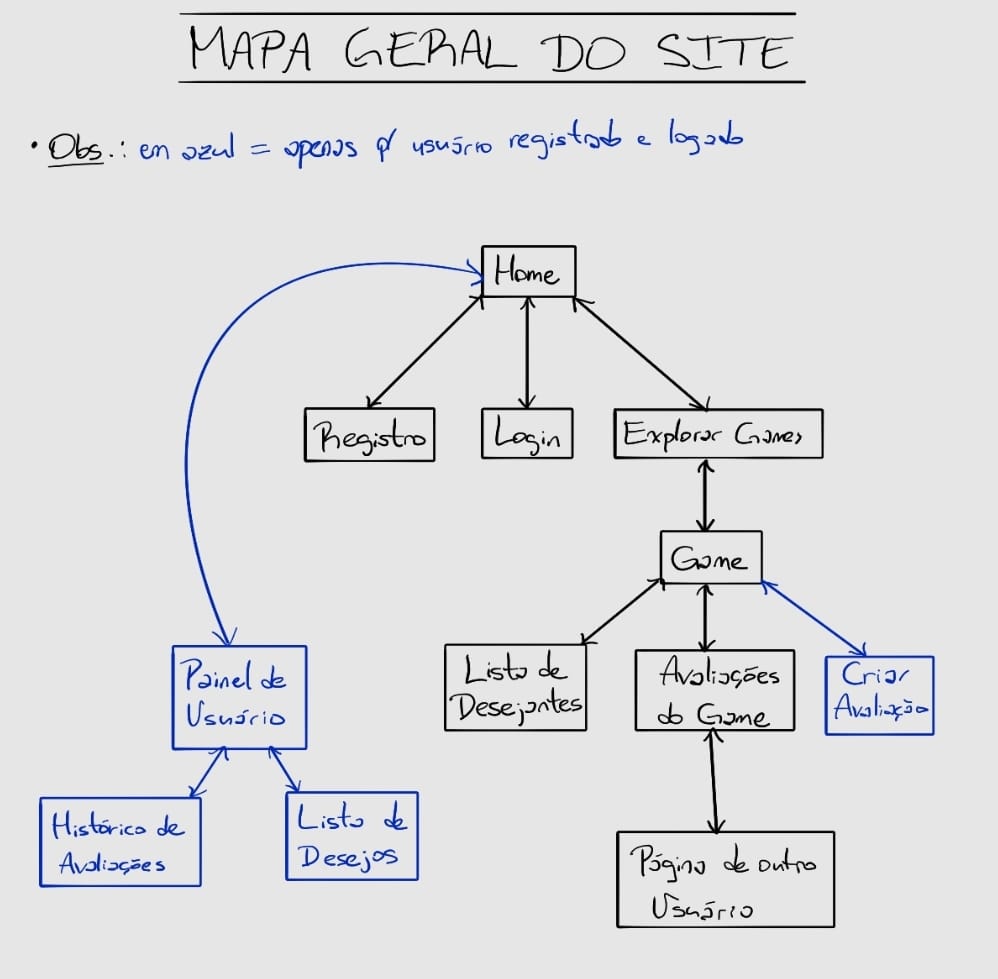 MAPA GERAL DO SITE
• Obs.: em azul = apenas p/ usuário registrado e logado
Home
Registro
Login
Explorar Games
Game
Painel de
Usuário
Lista de
Desejantes
Avaliações
do Game
Criar
Avaliação
Histórico de
Avaliações
Lista de
Desejos
Página de outro
Usuário